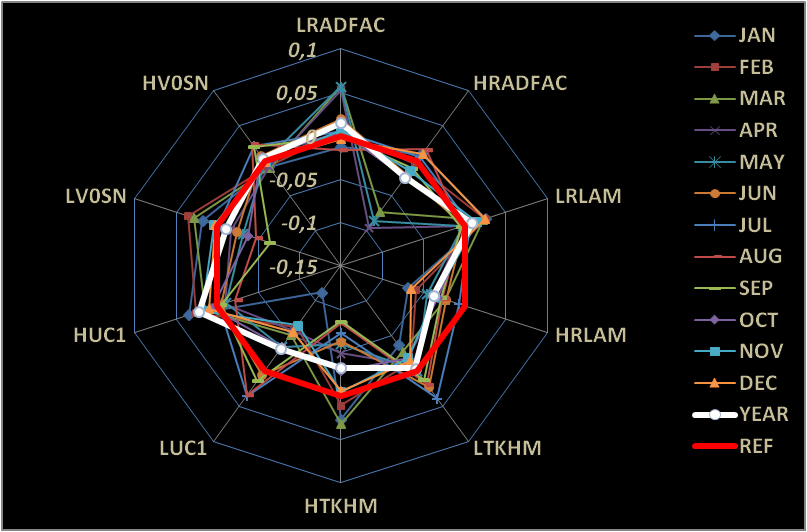 LRADFAC
HRADFAC
LRLAM
HRLAM
LTKHM
HTKHM
LUC1
HUC1
LV0SN
HV0SN
0,1
0,05
0
-0,05
-0,1
-0,15
JAN
FEB
MAR
APR
MAY
JUN
JUL
AUG
SEP
OCT
NOV
DEC
YEAR
REF